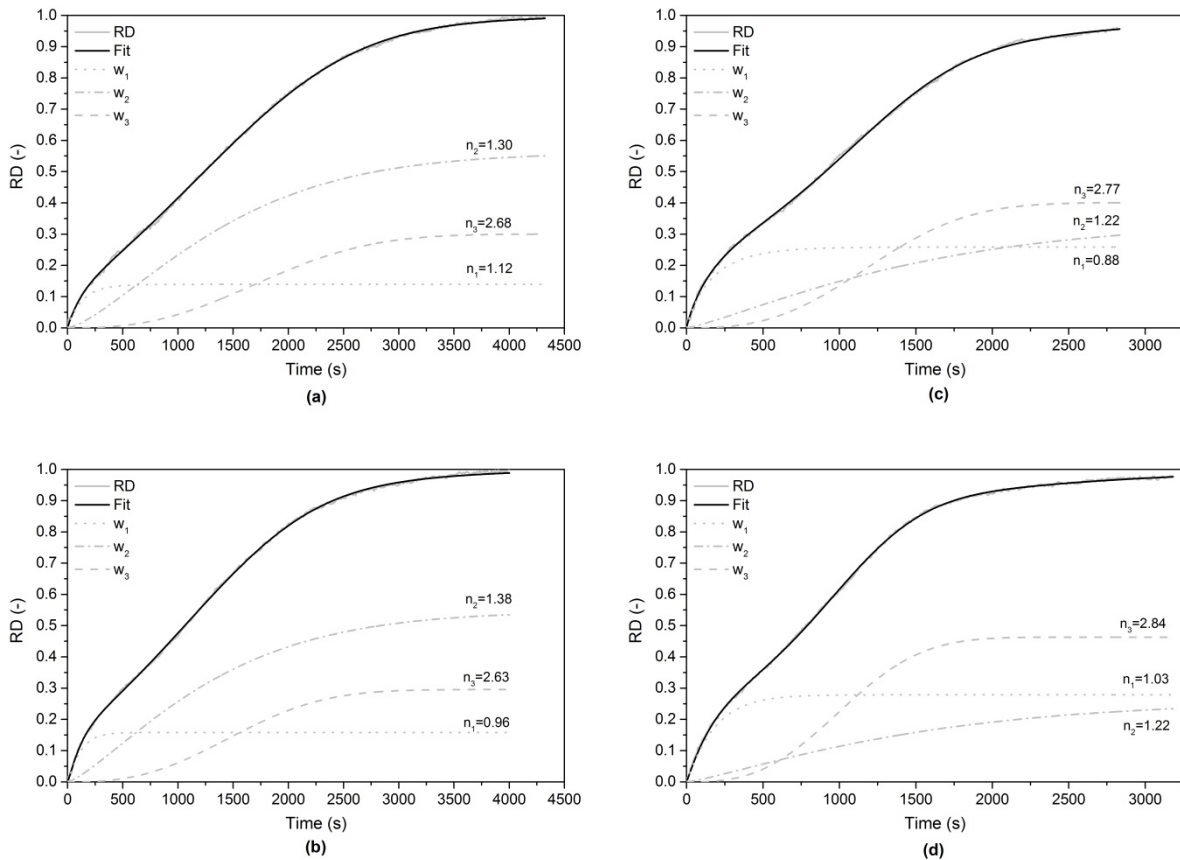 1.0
0.9
0.8
0.7
0.6
0.5
0.4
0.3
0.2
0.1
0.0
RD (-)
RD
Fit
w₁
w₂
w₃
n₂=1.30
n₃=2.68
n₁=1.12
0 500 1000 1500 2000 2500 3000 3500 4000 4500
Time (s)
(a)
1.0
0.9
0.8
0.7
0.6
0.5
0.4
0.3
0.2
0.1
0.0
RD (-)
RD
Fit
w₁
w₂
w₃
n₃=2.77
n₂=1.22
n₁=0.88
0 500 1000 1500 2000 2500 3000
Time (s)
(c)
1.0
0.9
0.8
0.7
0.6
0.5
0.4
0.3
0.2
0.1
0.0
RD (-)
RD
Fit
w₁
w₂
w₃
n₂=1.38
n₃=2.63
n₁=0.96
0 500 1000 1500 2000 2500 3000 3500 4000 4500
Time (s)
(b)
1.0
0.9
0.8
0.7
0.6
0.5
0.4
0.3
0.2
0.1
0.0
RD (-)
RD
Fit
w₁
w₂
w₃
n₃=2.84
n₁=1.03
n₂=1.22
0 500 1000 1500 2000 2500 3000
Time (s)
(d)